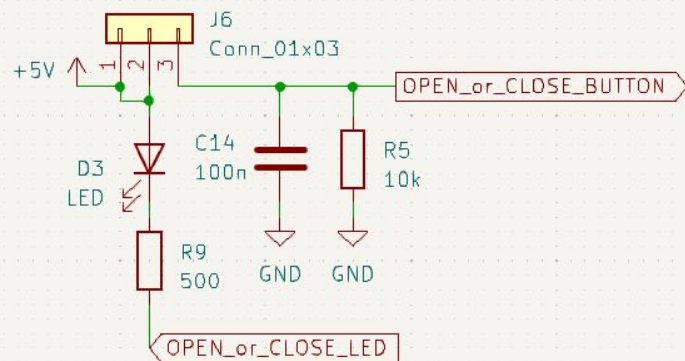 J6
Conn_01x03
+5V
1
2
3
OPEN_or_CLOSE_BUTTON
C14
100n
R5
10k
D3
LED
R9
500
GND
GND
OPEN_or_CLOSE_LED